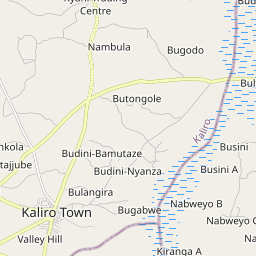 Centre
Nambula
Bugodo
Butongole
Kaliro
Busini
Budini-Bamutaze
Busini A
Budini-Nyanza
Bulangira
Nabweyo B
Kaliro Town
Bugabwe
Nabweyo
Valley Hill
Kiranga A